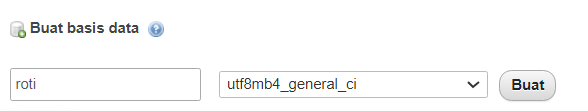 Buat basis data
roti utf8mb4_general_ci Buat